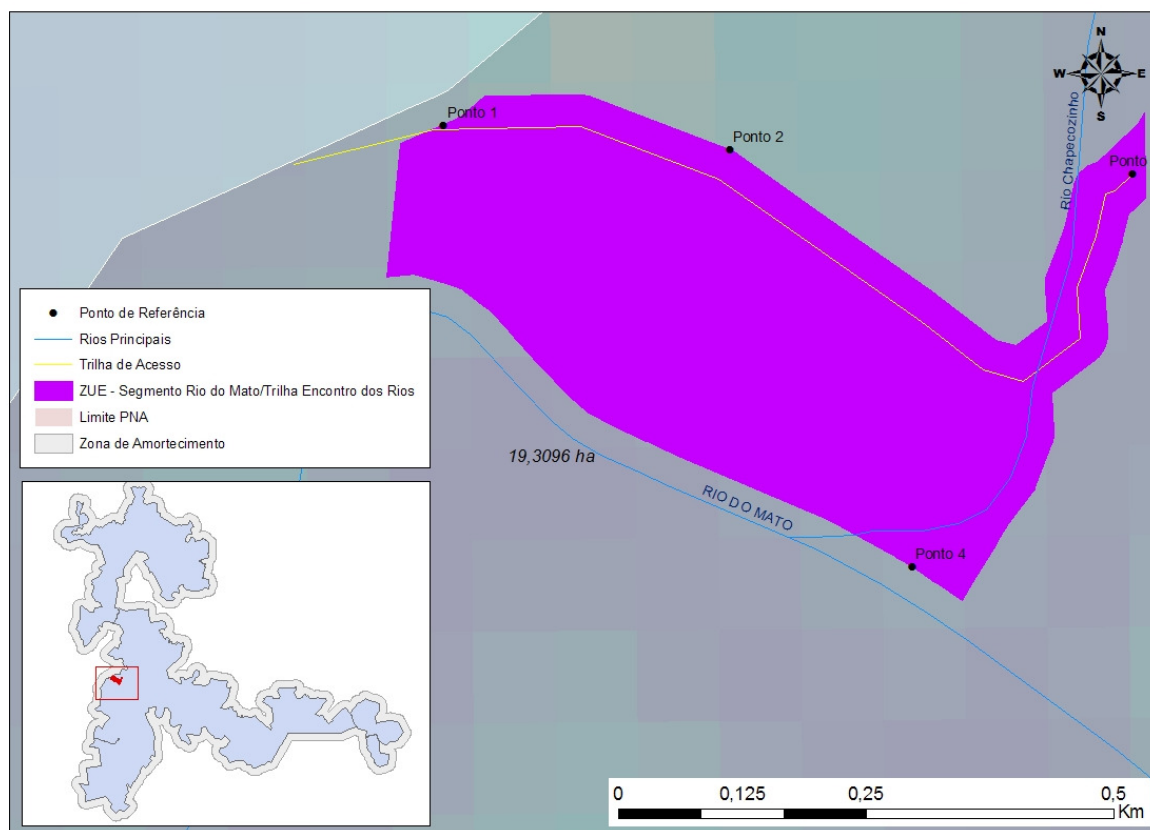 N
W E
S
Ponto 1
Ponto 2
Ponto
Rio Chapecozinho
Ponto de Referência
Rios Principais
Trilha de Acesso
ZUE - Segmento Rio do Mato/Trilha Encontro dos Rios
Limite PNA
Zona de Amortecimento
19,3096 ha
RIO DO MATO
Ponto 4
0 0,125 0,25 0,5
Km